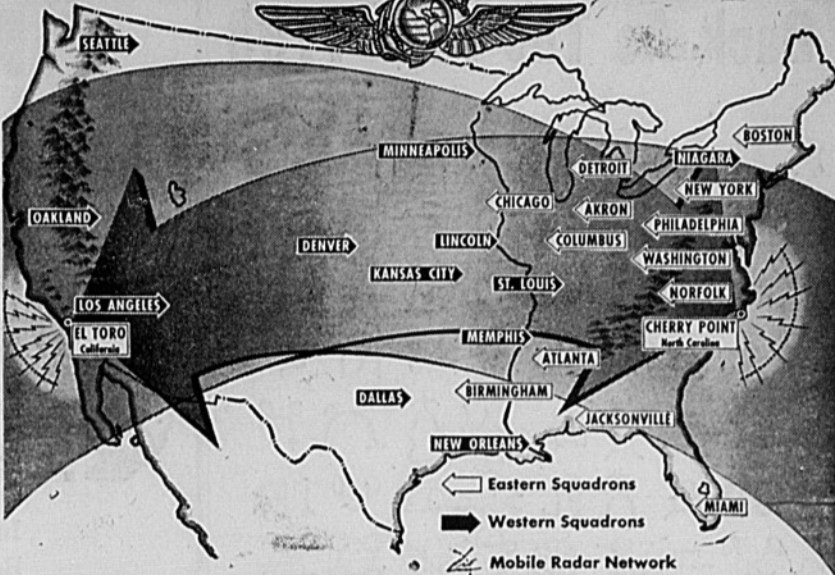 SEATTLE
MINNEAPOLIS
BOSTON
DETROIT
NIAGARA
NEW YORK
CHICAGO
AKRON
OAKLAND
PHILADELPHIA
DENVER
LINCOLN
COLUMBUS
WASHINGTON
KANSAS CITY
ST. LOUIS
NORFOLK
LOS ANGELES
EL TORO
California
CHERRY POINT
North Carolina
MEMPHIS
ATLANTA
DALLAS
BIRMINGHAM
JACKSONVILLE
NEW ORLEANS
Eastern Squadrons
MIAMI
Western Squadrons
Mobile Radar Network